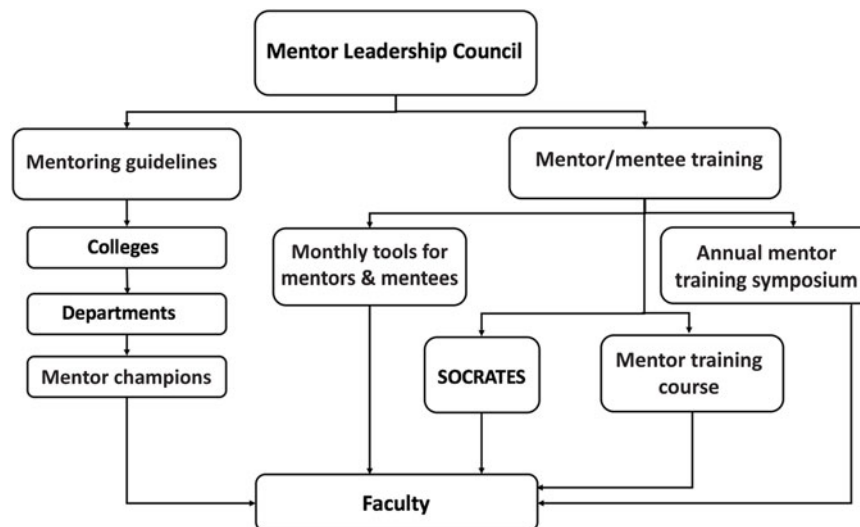 Mentor Leadership Council
Mentoring guidelines
Mentor/mentee training
Colleges
Monthly tools for
mentors & mentees
Annual mentor
training symposium
Departments
Mentor champions
SOCRATES
Mentor training
course
Faculty